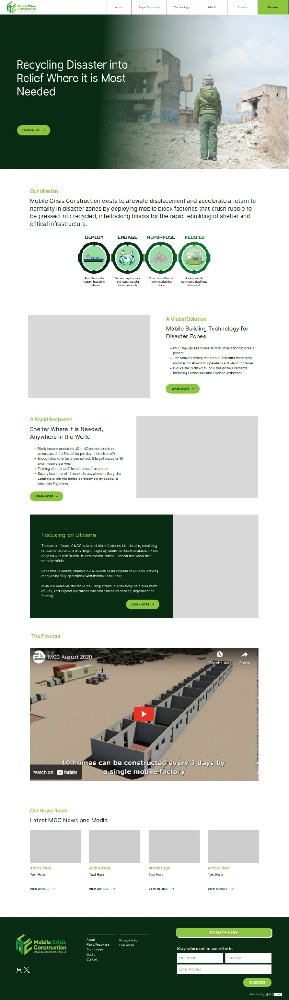 Mobile Crisis
Construction
About
Rapid Response
Technology
Media
Contact
Donate
Recycling Disaster into
Relief Where it is Most
Needed
LEARN MORE →
Our Mission
Mobile Crisis Construction exists to alleviate displacement and accelerate a return to
normality in disaster zones by deploying mobile block factories that crush rubble to
be pressed into recycled, interlocking blocks for the rapid rebuilding of shelter and
critical infrastructure.
DEPLOY
ENGAGE
REPURPOSE
REBUILD
Send the mobile
factory, housed in
container
Discuss requirements
and resources with
local community
Crush the rubble and
form interlocking
blocks
Rapidly rebuild
community dwellings,
schools etc
A Global Solution
Mobile Building Technology for
Disaster Zones
• MCC repurposes rubble to form interlocking blocks or
pavers.
• The Mobile Factory consists of standard machinery,
modified to allow it to operate in a 20-foot container.
• Blocks are certified to local design requirements
including Earthquake and Cyclone resistance.
LEARN MORE →
A Rapid Response
Shelter Where it is Needed,
Anywhere in the World
• Block factory producing 30 to 40 tonnes blocks or
pavers per shift (Should be per day or timeframe?)
• Enough blocks to build one school, 5 large houses or 10
small houses per week
• Training of local staff for all areas of operation
• Supply lead time of 12 weeks to anywhere in the globe
• Local materials mix recipe development by specialist
Materials Engineers
LEARN MORE →
Focusing on Ukraine
The current focus of MCC is to send block factories into Ukraine, rebuilding
critical infrastructure providing emergency shelter to those displaced by the
ongoing war with Russia, by repurposing rubble, rubbish and waste into
modular bricks.
Each mobile factory requires AU $120,000 to be shipped to Ukraine, arriving
ready to be fully operational with minimal local input.
MCC will establish the initial rebuilding efforts in a relatively safe area north
of Kiev, and expand operations into other areas as needed, dependent on
funding.
LEARN MORE →
The Process
MCC August 2020
Watch Later
Share
10 homes can be constructed every 3 days by
a single mobile factory
Watch on YouTube
Our News Room
Latest MCC News and Media
Article Page
Text Here
VIEW ARTICLE →
Article Page
Text Here
VIEW ARTICLE →
Article Page
Text Here
VIEW ARTICLE →
Article Page
Text Here
VIEW ARTICLE →
Mobile Crisis
Construction
About
Rapid Response
Technology
Media
Contact
Privacy Policy
Disclaimer
DONATE NOW
Stay informed on our efforts
First Name
Last Name
Email Address
SUBSCRIBE
Website by